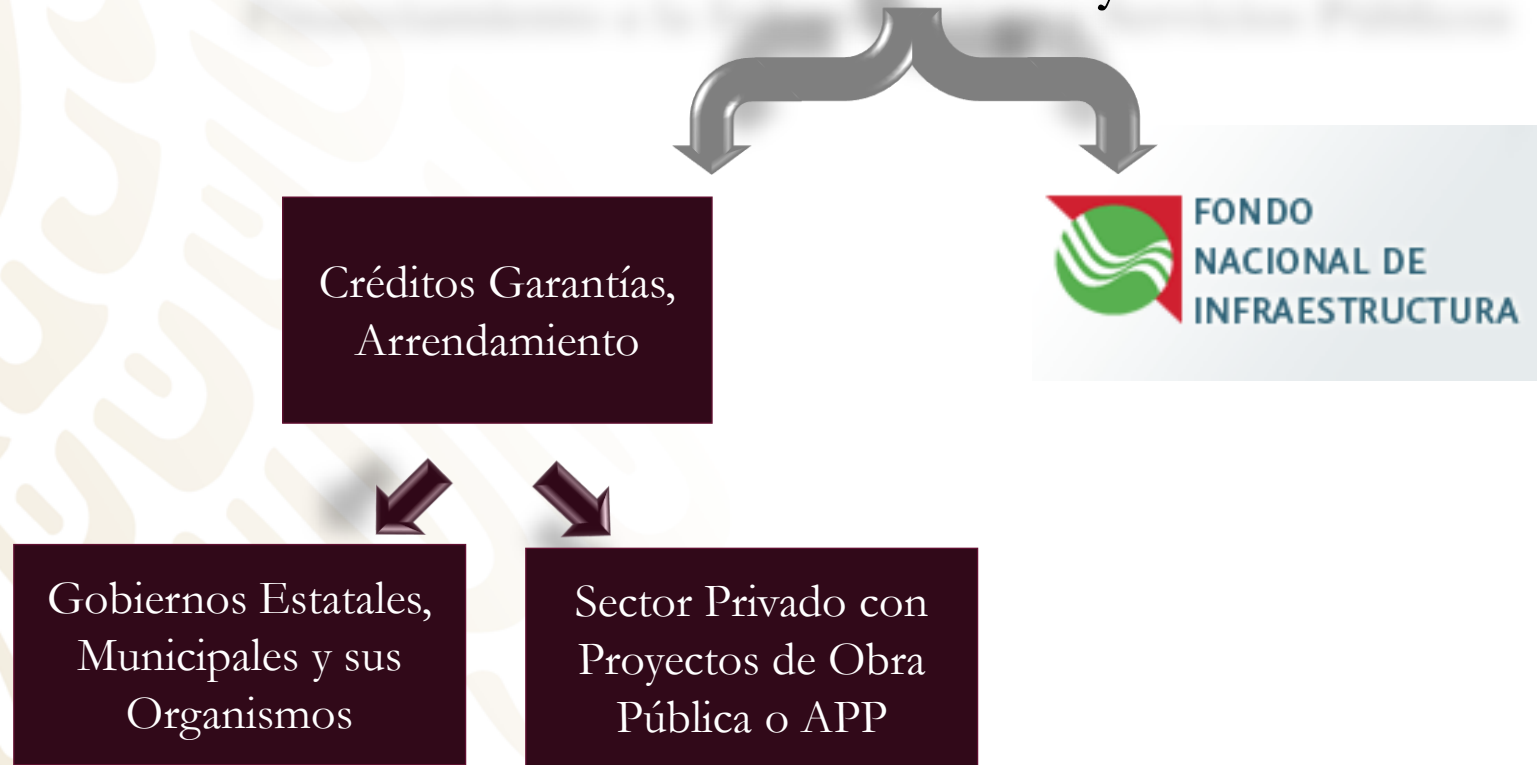 y
Créditos Garantías,
Arrendamiento
FONDO
NACIONAL DE
INFRAESTRUCTURA
Gobiernos Estatales,
Municipales y sus
Organismos
Sector Privado con
Proyectos de Obra
Pública o APP